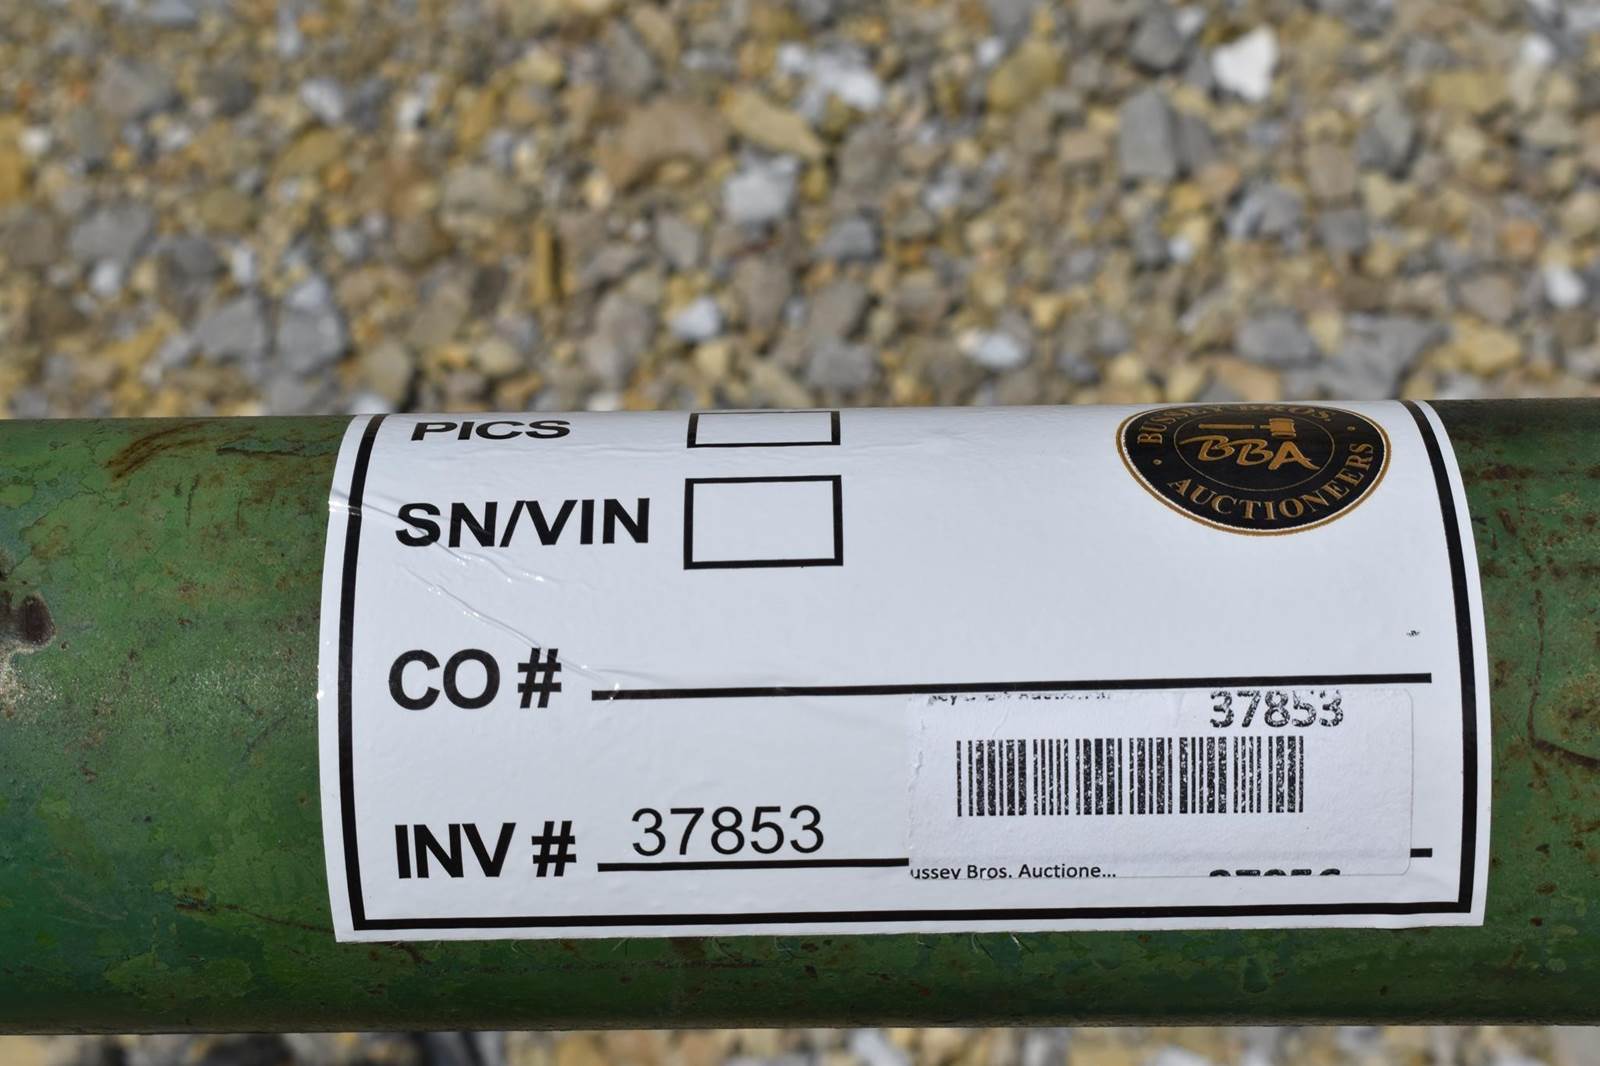 PICS
BUSSEY BROS.
BBA
AUCTIONEERS
SN/VIN
CO #
37853
INV # 37853
ussey Bros. Auctione...